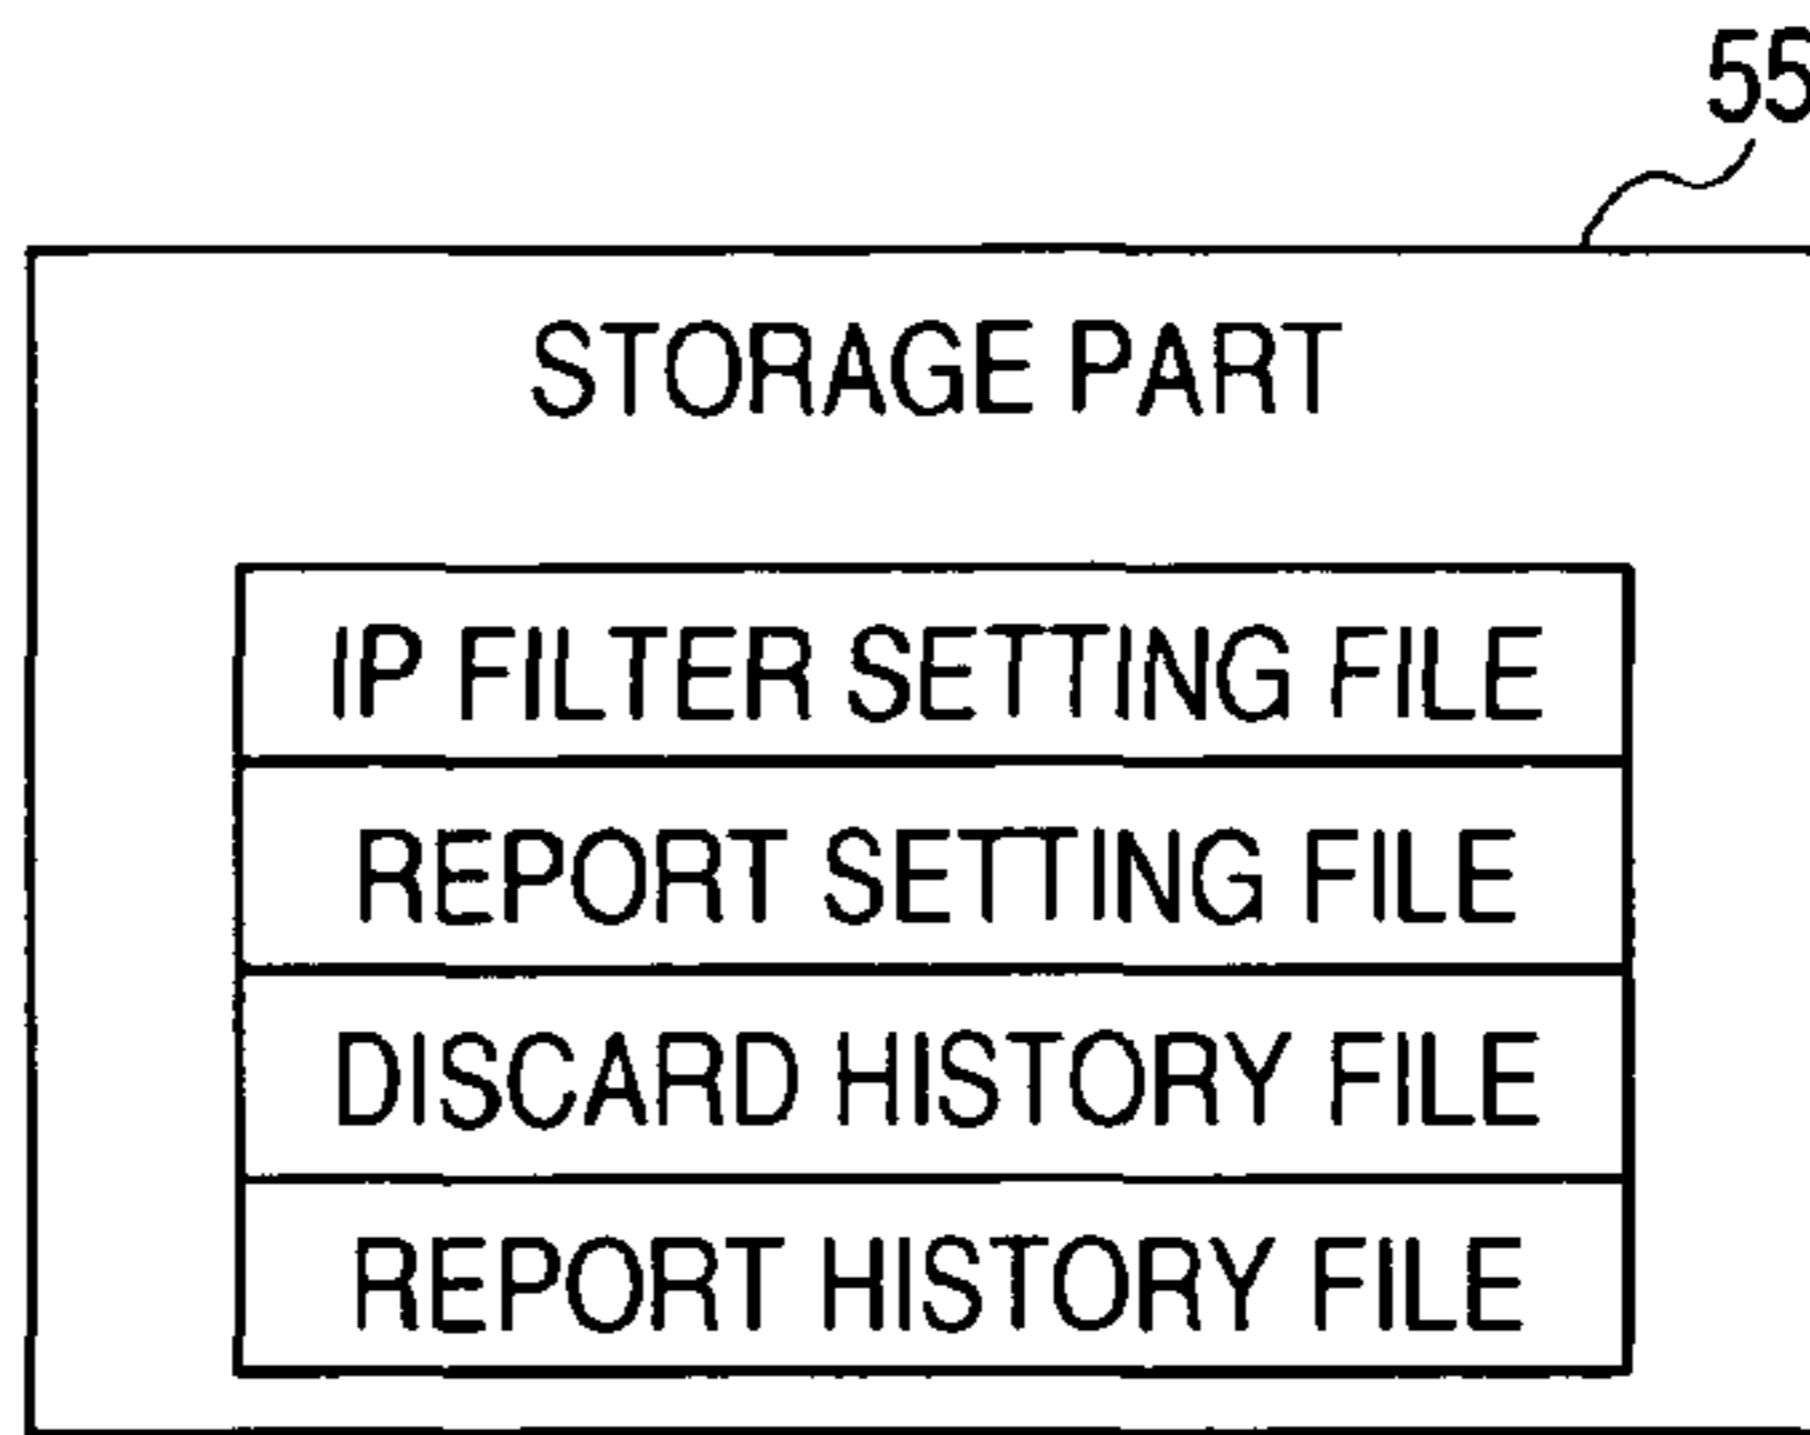 55
STORAGE PART
IP FILTER SETTING FILE
REPORT SETTING FILE
DISCARD HISTORY FILE
REPORT HISTORY FILE